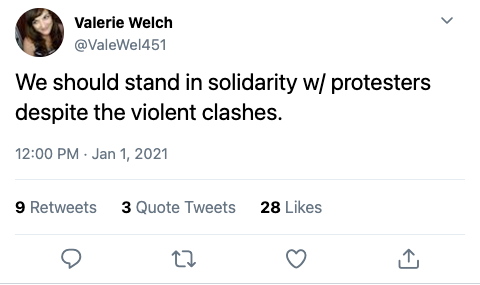 Valerie Welch
@ValeWel451
We should stand in solidarity w/ protesters
despite the violent clashes.
12:00 PM · Jan 1, 2021
9 Retweets 3 Quote Tweets 28 Likes